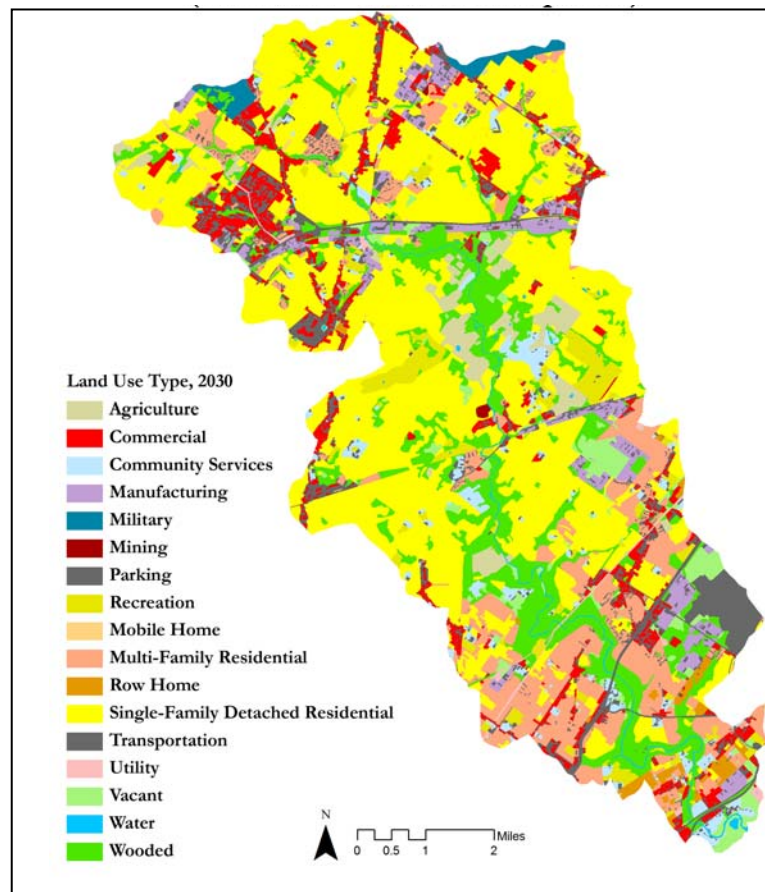 Land Use Type, 2030
Agriculture
Commercial
Community Services
Manufacturing
Military
Mining
Parking
Recreation
Mobile Home
Multi-Family Residential
Row Home
Single-Family Detached Residential
Transportation
Utility
Vacant
Water
Wooded
N
Miles
0 0.5 1 2